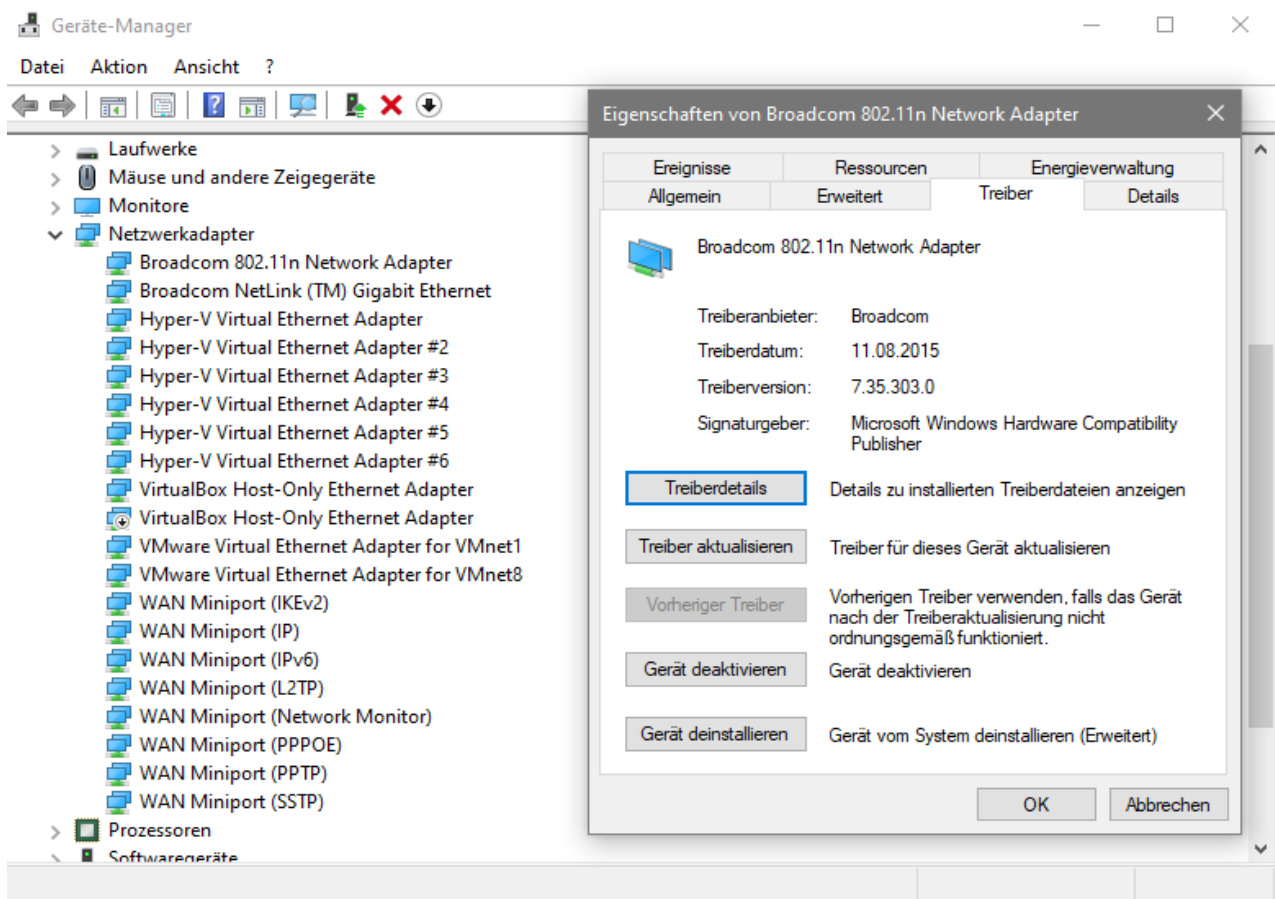 Geräte-Manager
Datei Aktion Ansicht ?
Laufwerke
Mäuse und andere Zeigegeräte
Monitore
Netzwerkadapter
Broadcom 802.11n Network Adapter
Broadcom NetLink (TM) Gigabit Ethernet
Hyper-V Virtual Ethernet Adapter
Hyper-V Virtual Ethernet Adapter #2
Hyper-V Virtual Ethernet Adapter #3
Hyper-V Virtual Ethernet Adapter #4
Hyper-V Virtual Ethernet Adapter #5
Hyper-V Virtual Ethernet Adapter #6
VirtualBox Host-Only Ethernet Adapter
VirtualBox Host-Only Ethernet Adapter
VMware Virtual Ethernet Adapter for VMnet1
VMware Virtual Ethernet Adapter for VMnet8
WAN Miniport (IKEv2)
WAN Miniport (IP)
WAN Miniport (IPv6)
WAN Miniport (L2TP)
WAN Miniport (Network Monitor)
WAN Miniport (PPPOE)
WAN Miniport (PPTP)
WAN Miniport (SSTP)
Prozessoren
Softwaregeräte
Eigenschaften von Broadcom 802.11n Network Adapter
Ereignisse Ressourcen Energieverwaltung
Allgemein Erweitert Treiber Details
Broadcom 802.11n Network Adapter
Treiberanbieter: Broadcom
Treiberdatum: 11.08.2015
Treiberversion: 7.35.303.0
Signaturgeber: Microsoft Windows Hardware Compatibility
Publisher
Treiberdetails Details zu installierten Treiberdateien anzeigen
Treiber aktualisieren Treiber für dieses Gerät aktualisieren
Vorheriger Treiber Vorherigen Treiber verwenden, falls das Gerät
nach der Treiberaktualisierung nicht
ordnungsgemäß funktioniert.
Gerät deaktivieren Gerät deaktivieren
Gerät deinstallieren Gerät vom System deinstallieren (Erweitert)
OK Abbrechen